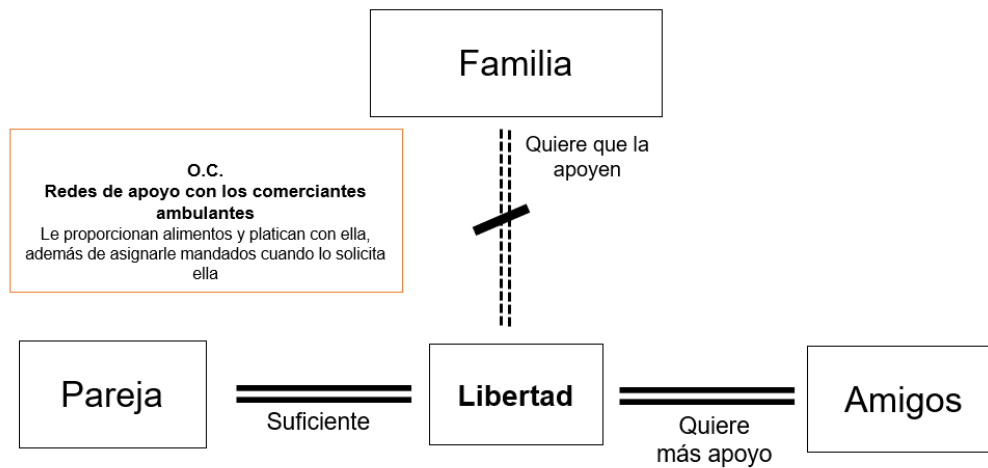 Familia
Quiere que la
apoyen
O.C.
Redes de apoyo con los comerciantes
ambulantes
Le proporcionan alimentos y platican con ella,
además de asignarle mandados cuando lo solicita
ella
Pareja
Suficiente
Libertad
Quiere
más apoyo
Amigos